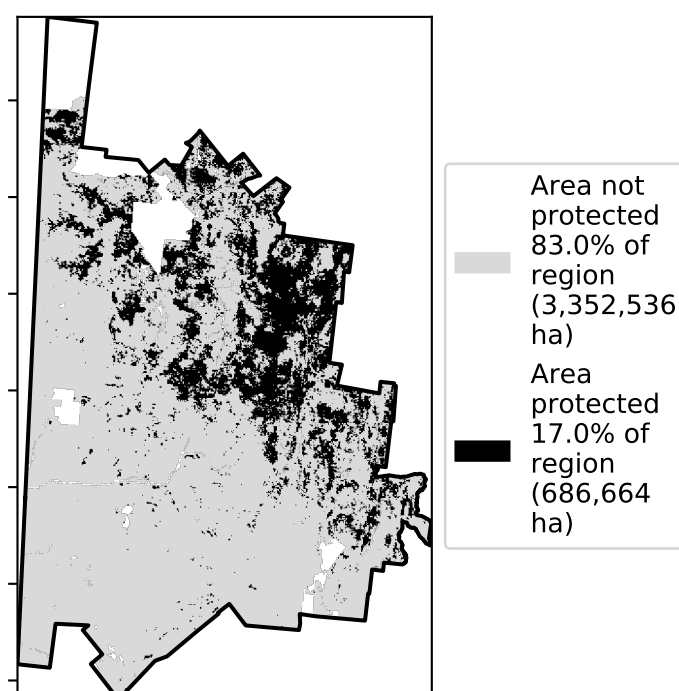 Area not
protected
83.0% of
region
(3,352,536
ha)
Area
protected
17.0% of
region
(686,664
ha)